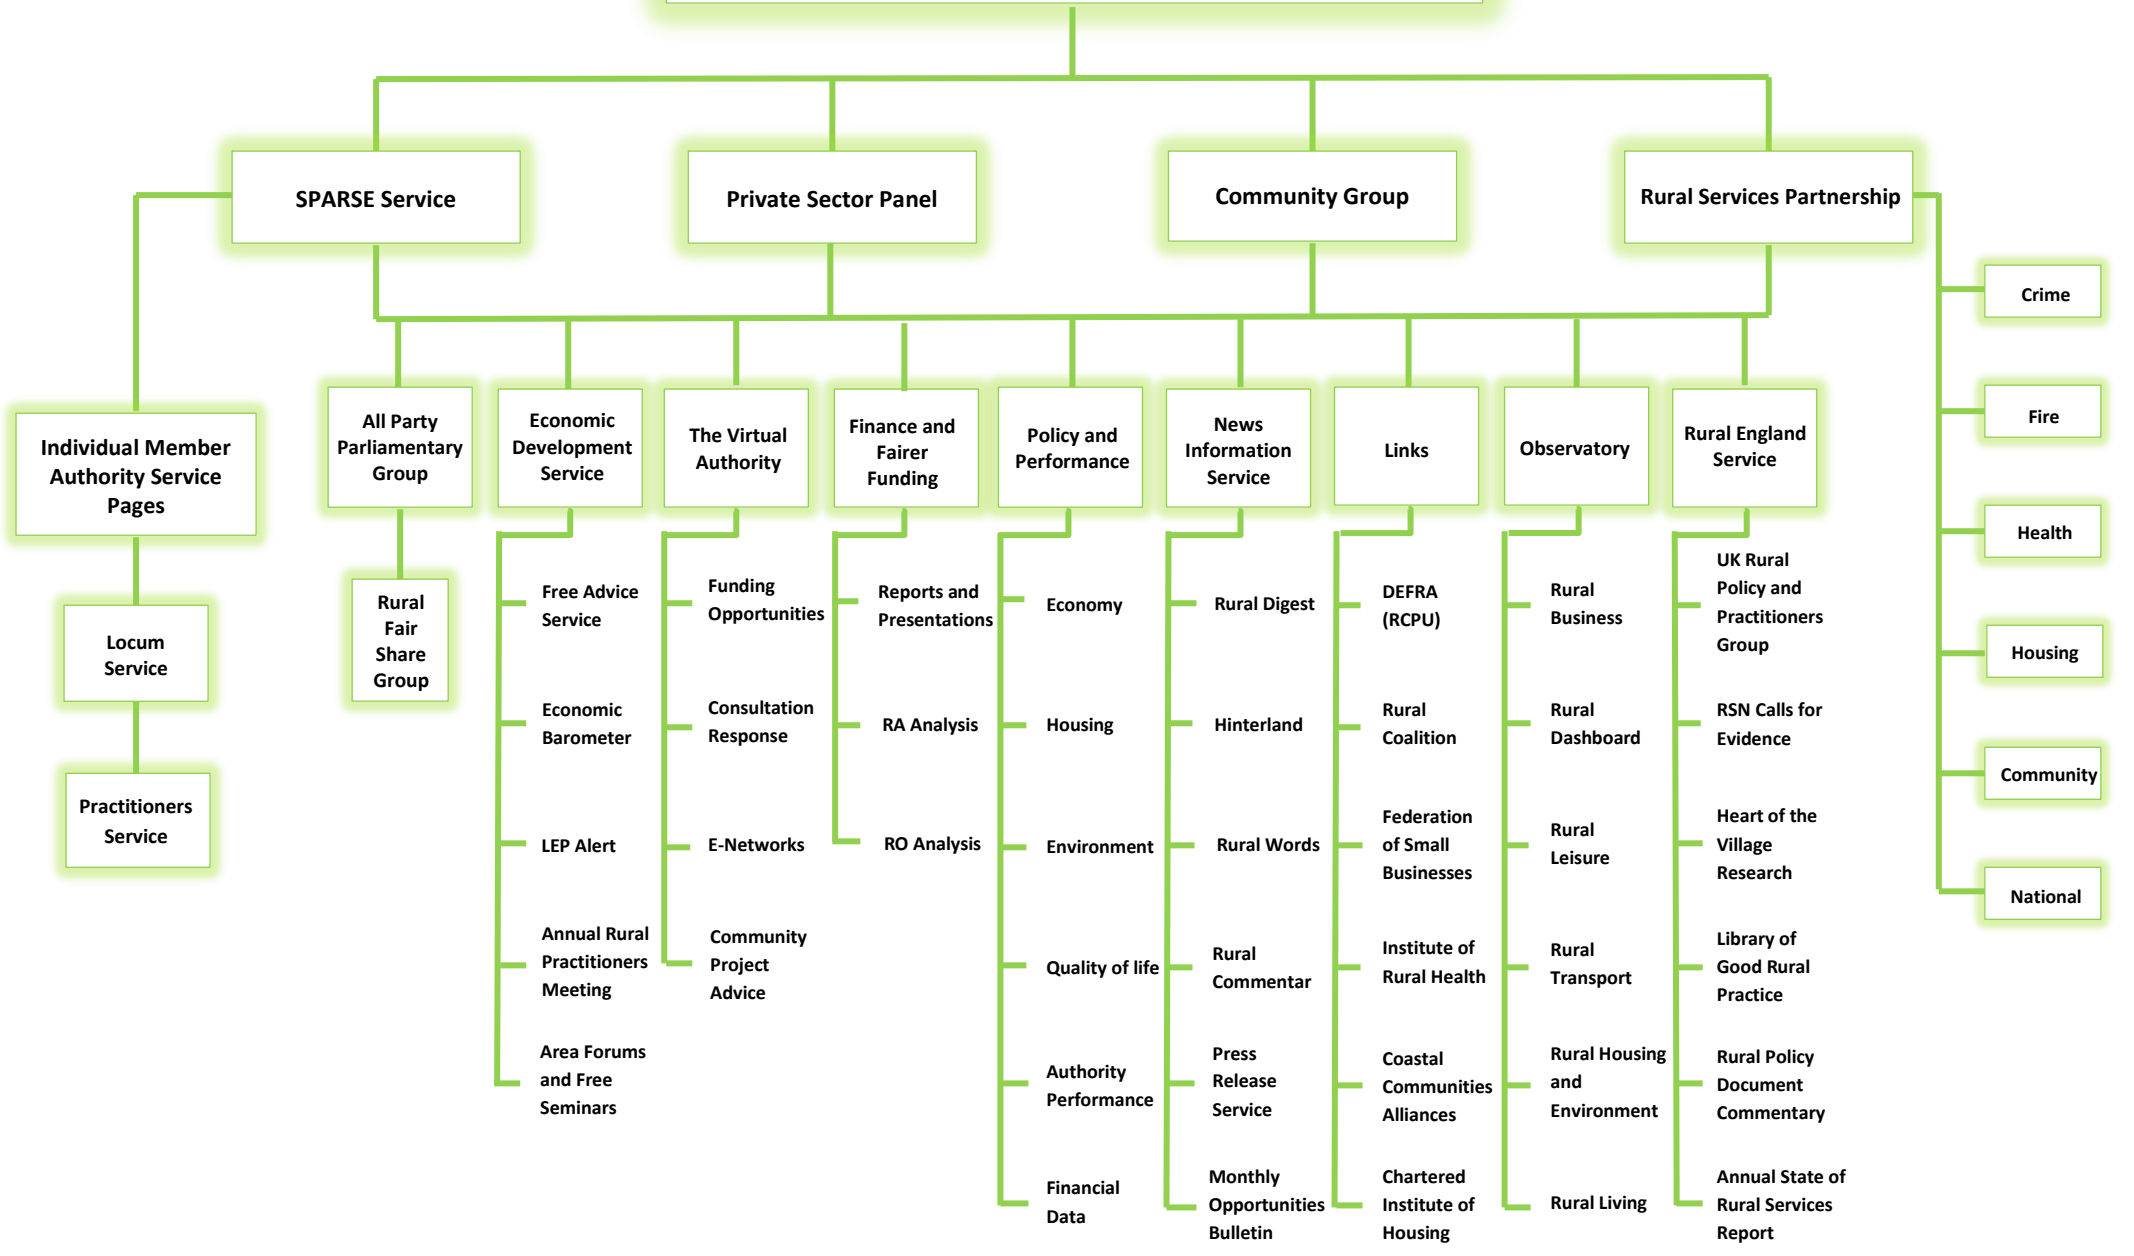 SPARSE Service
Private Sector Panel
Community Group
Rural Services Partnership
Crime
Fire
Health
Housing
Community
National
Individual Member
Authority Service
Pages
Locum
Service
Practitioners
Service
All Party
Parliamentary
Group
Rural
Fair
Share
Group
Economic
Development
Service
Free Advice
Service
Economic
Barometer
LEP Alert
Annual Rural
Practitioners
Meeting
Area Forums
and Free
Seminars
The Virtual
Authority
Funding
Opportunities
Consultation
Response
E-Networks
Community
Project
Advice
Finance and
Fairer
Funding
Reports and
Presentations
RA Analysis
RO Analysis
Policy and
Performance
Economy
Housing
Environment
Quality of life
Authority
Performance
Financial
Data
News
Information
Service
Rural Digest
Hinterland
Rural Words
Rural
Commentar
Press
Release
Service
Monthly
Opportunities
Bulletin
Links
DEFRA
(RCPU)
Rural
Coalition
Federation
of Small
Businesses
Institute of
Rural Health
Coastal
Communities
Alliances
Chartered
Institute of
Housing
Observatory
Rural
Business
Rural
Dashboard
Rural
Leisure
Rural
Transport
Rural Housing
and
Environment
Rural Living
Rural England
Service
UK Rural
Policy and
Practitioners
Group
RSN Calls for
Evidence
Heart of the
Village
Research
Library of
Good Rural
Practice
Rural Policy
Document
Commentary
Annual State of
Rural Services
Report